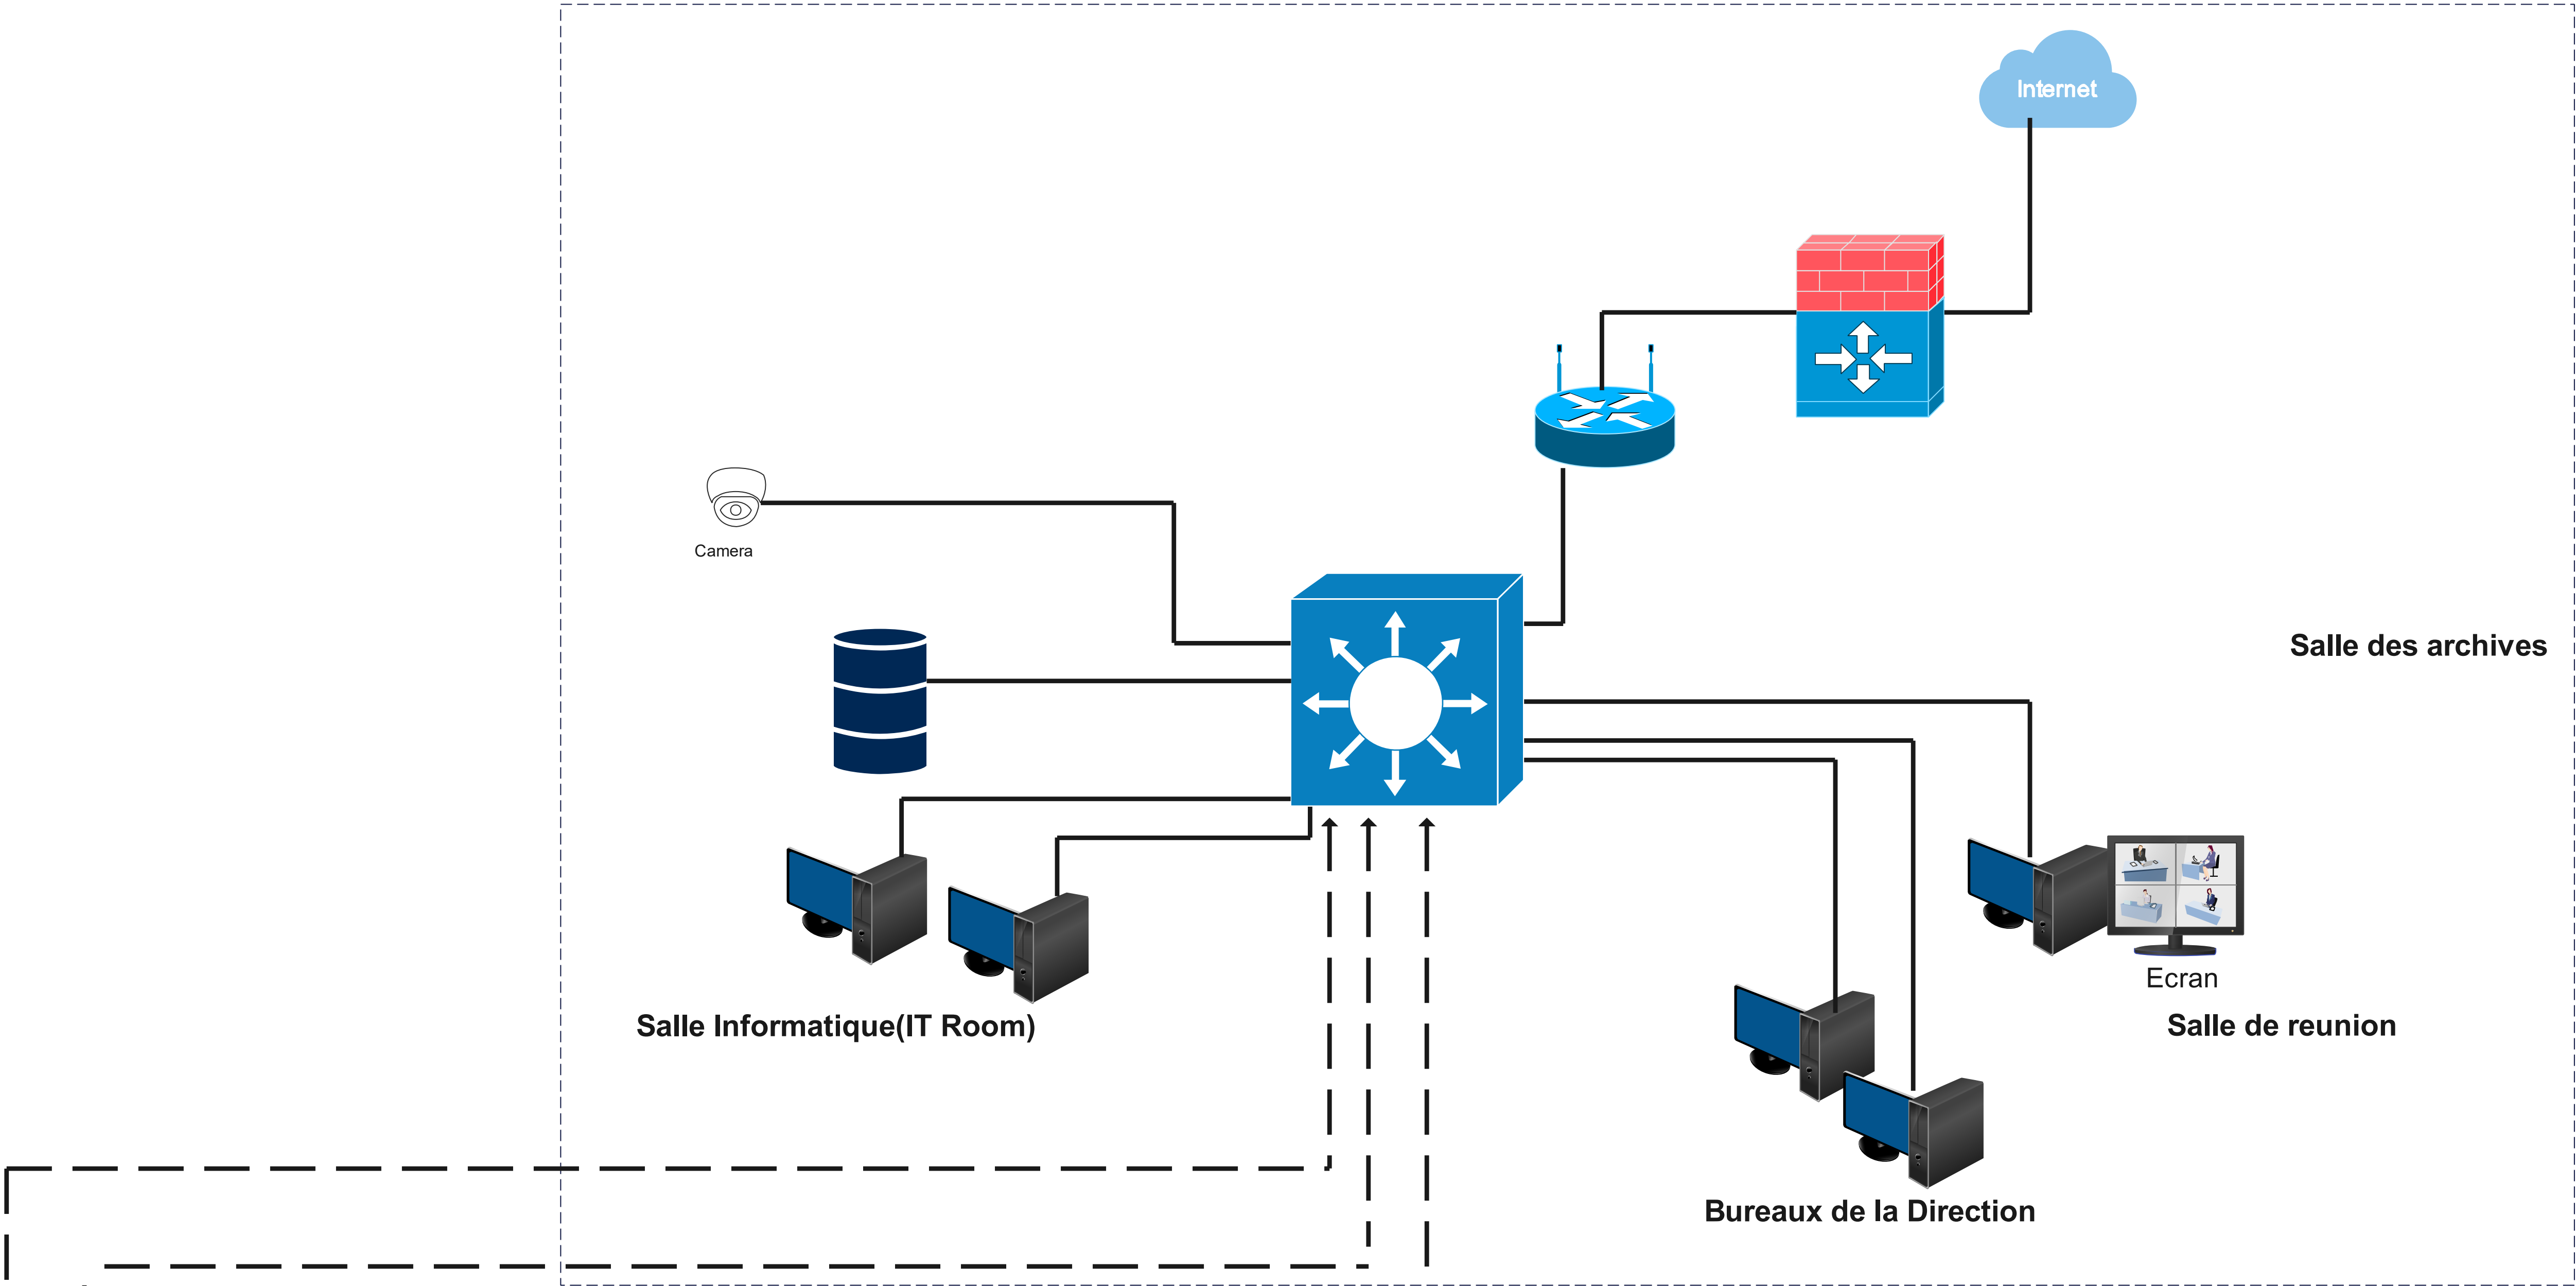 Internet
Camera
Salle des archives
Ecran
Salle Informatique(IT Room)
Salle de reunion
Bureaux de la Direction